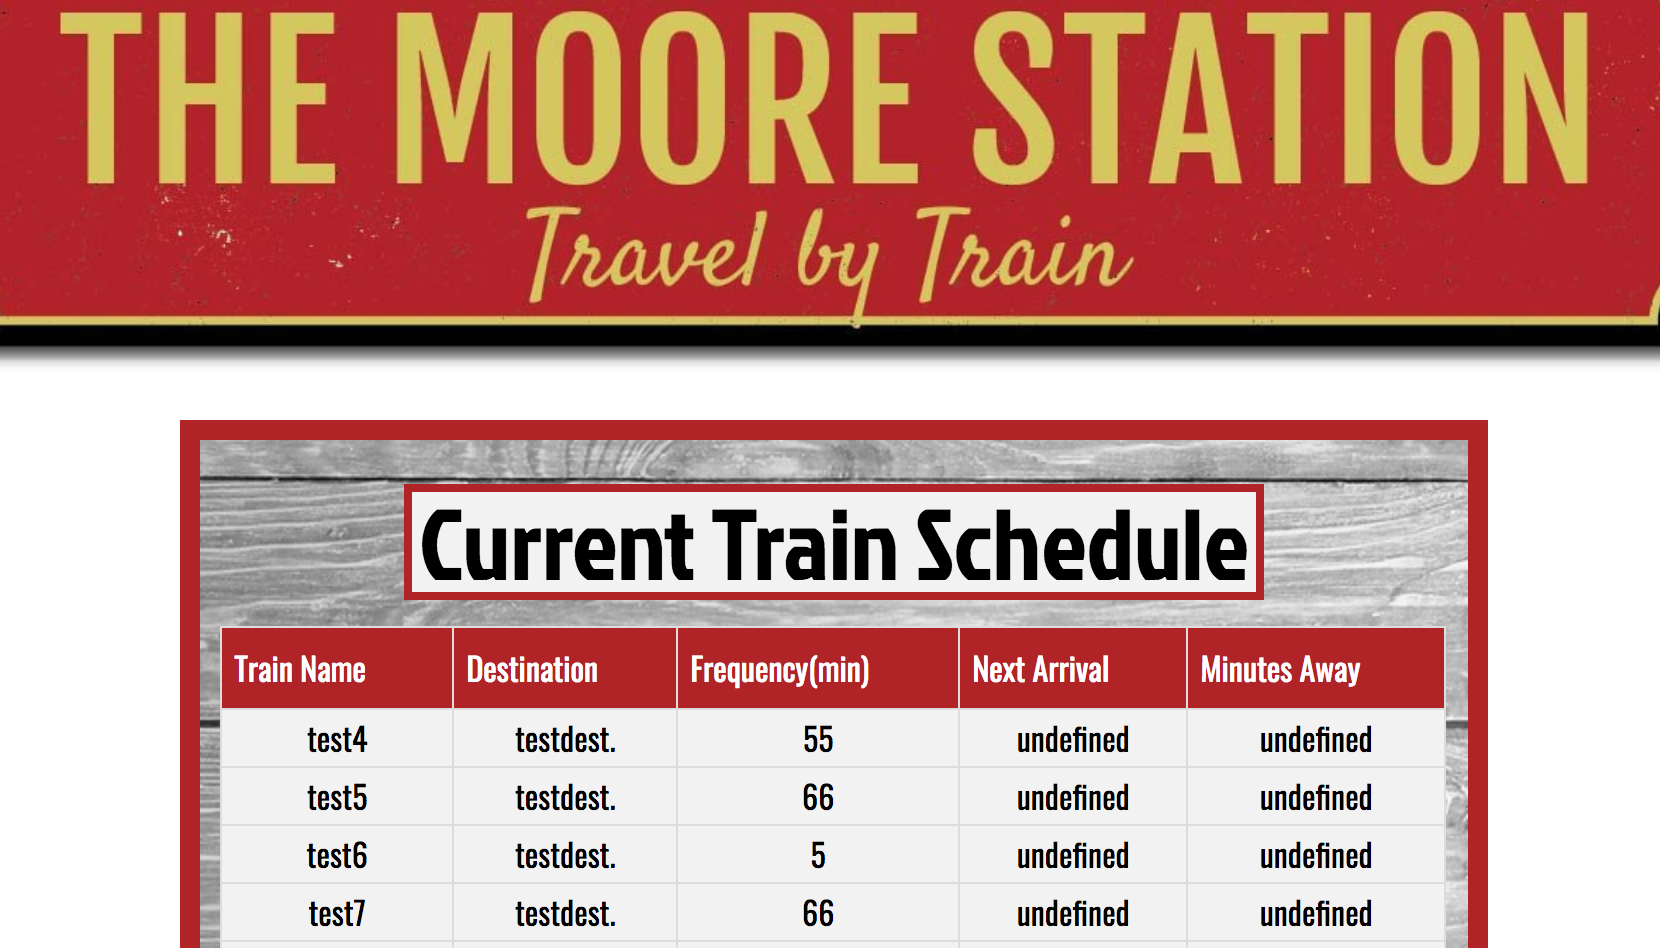 THE MOORE STATION
Travel by Train
Current Train Schedule
Train Name Destination Frequency(min) Next Arrival Minutes Away
test4 testdest. 55 undefined undefined
test5 testdest. 66 undefined undefined
test6 testdest. 5 undefined undefined
test7 testdest. 66 undefined undefined